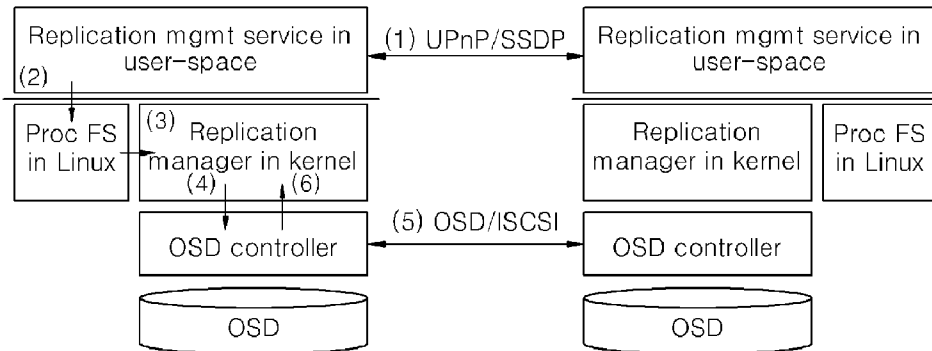 Replication mgmt service in
user-space
(1) UPnP/SSDP
Replication mgmt service in
user-space
(2)
Proc FS
in Linux
(3)
Replication
manager in kernel
(4)
(6)
Replication
manager in kernel
Proc FS
in Linux
OSD controller
(5) OSD/ISCSI
OSD controller
OSD
OSD